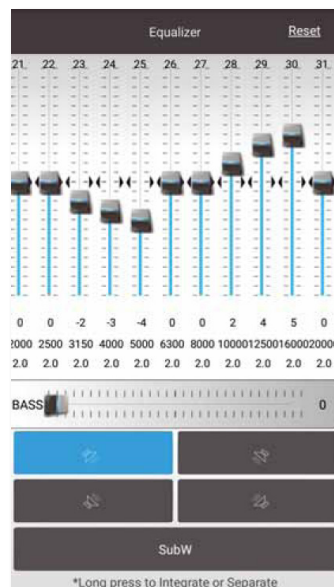 Equalizer Reset
21 22 23 24 25 26 27 28 29 30 31
0 0 -2 -3 -4 0 0 2 4 5 0
2000 2500 3150 4000 5000 6300 8000 10000 12500 16000 20000
2.0 2.0 2.0 2.0 2.0 2.0 2.0 2.0 2.0 2.0 2.0
BASS 0
SubW
*Long press to Integrate or Separate